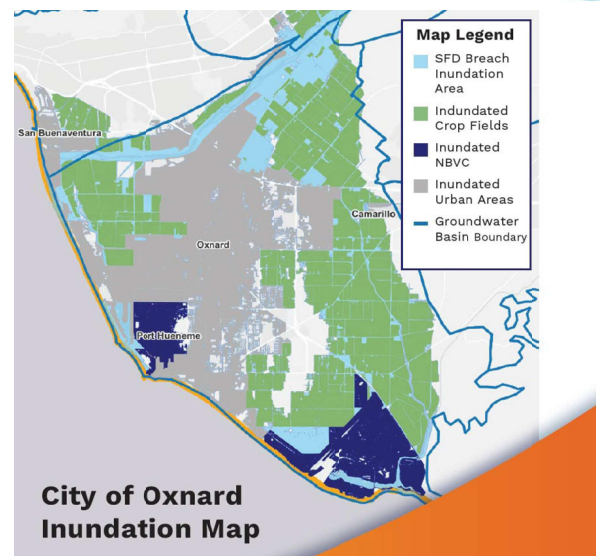 Map Legend
SFD Breach
Inundation
Area
Indundated
Crop Fields
Inundated
NBVC
Inundated
Urban Areas
Groundwater
Basin Boundary
San Buenaventura
Camarillo
Oxnard
Port Hueneme
City of Oxnard
Inundation Map